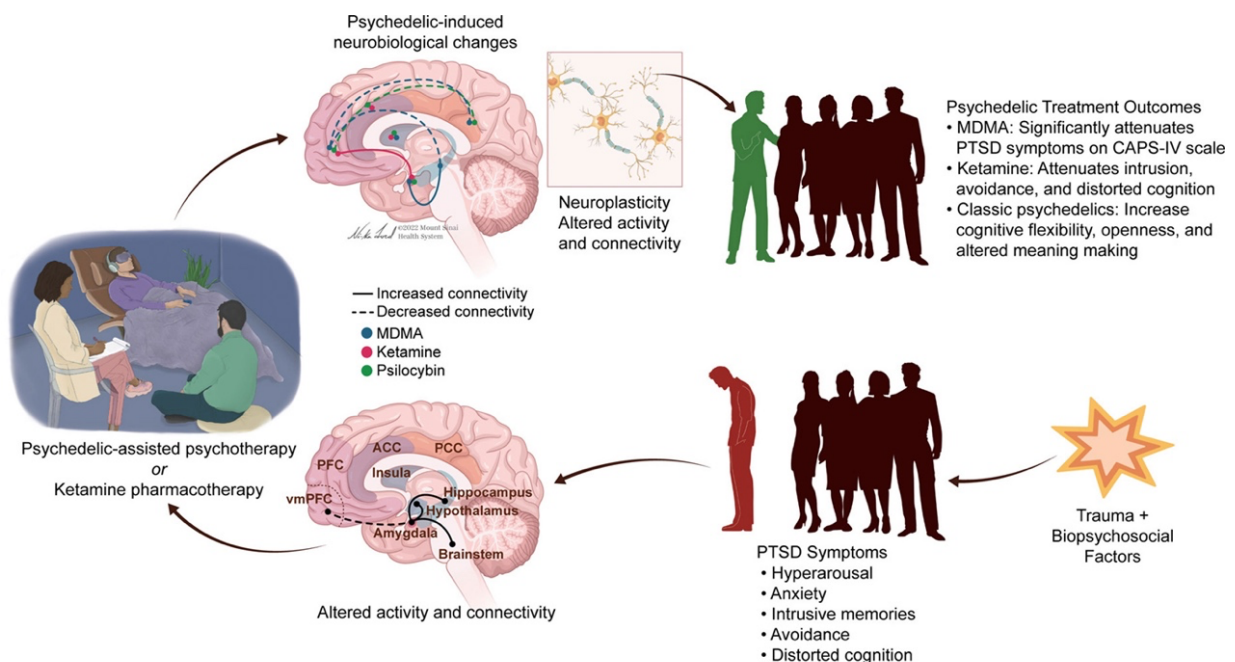 Psychedelic-induced
neurobiological changes
©2022 Mount Sinai
Health System
Increased connectivity
Decreased connectivity
MDMA
Ketamine
Psilocybin
Neuroplasticity
Altered activity
and connectivity
Psychedelic Treatment Outcomes
• MDMA: Significantly attenuates
PTSD symptoms on CAPS-IV scale
• Ketamine: Attenuates intrusion,
avoidance, and distorted cognition
• Classic psychedelics: Increase
cognitive flexibility, openness, and
altered meaning making
Psychedelic-assisted psychotherapy
or
Ketamine pharmacotherapy
PFC
ACC
PCC
Insula
vmPFC
Hippocampus
Hypothalamus
Amygdala
Brainstem
Altered activity and connectivity
PTSD Symptoms
• Hyperarousal
• Anxiety
• Intrusive memories
• Avoidance
• Distorted cognition
Trauma +
Biopsychosocial
Factors